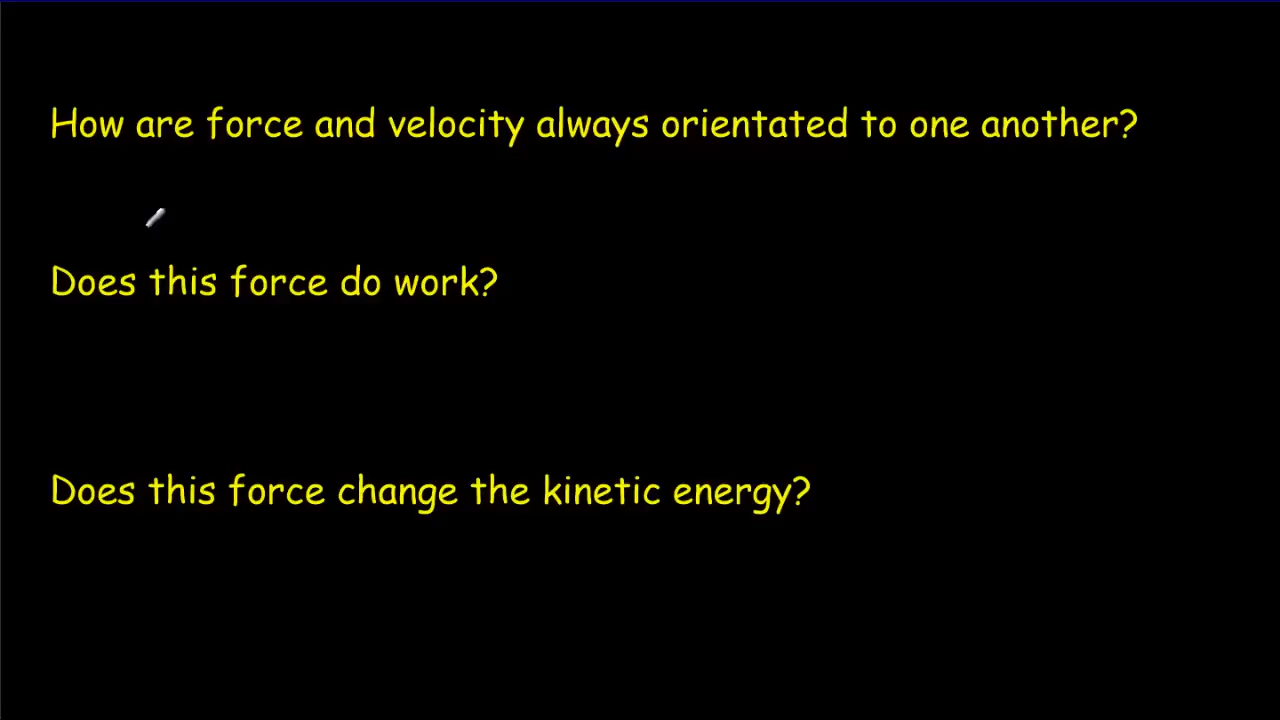 How are force and velocity always orientated to one another?
Does this force do work?
Does this force change the kinetic energy?